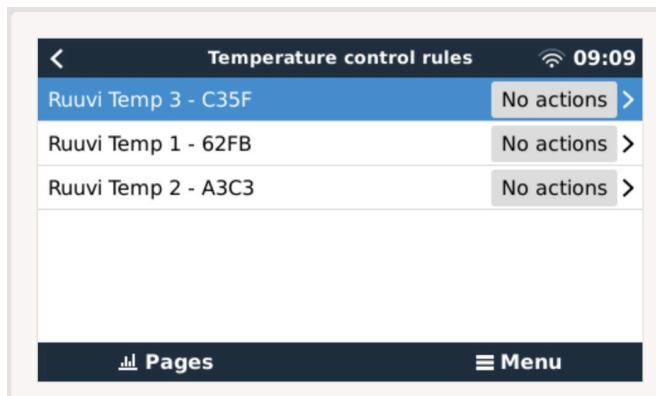 Temperature control rules 09:09
Ruuvi Temp 3 - C35F No actions
Ruuvi Temp 1 - 62FB No actions
Ruuvi Temp 2 - A3C3 No actions
Pages Menu